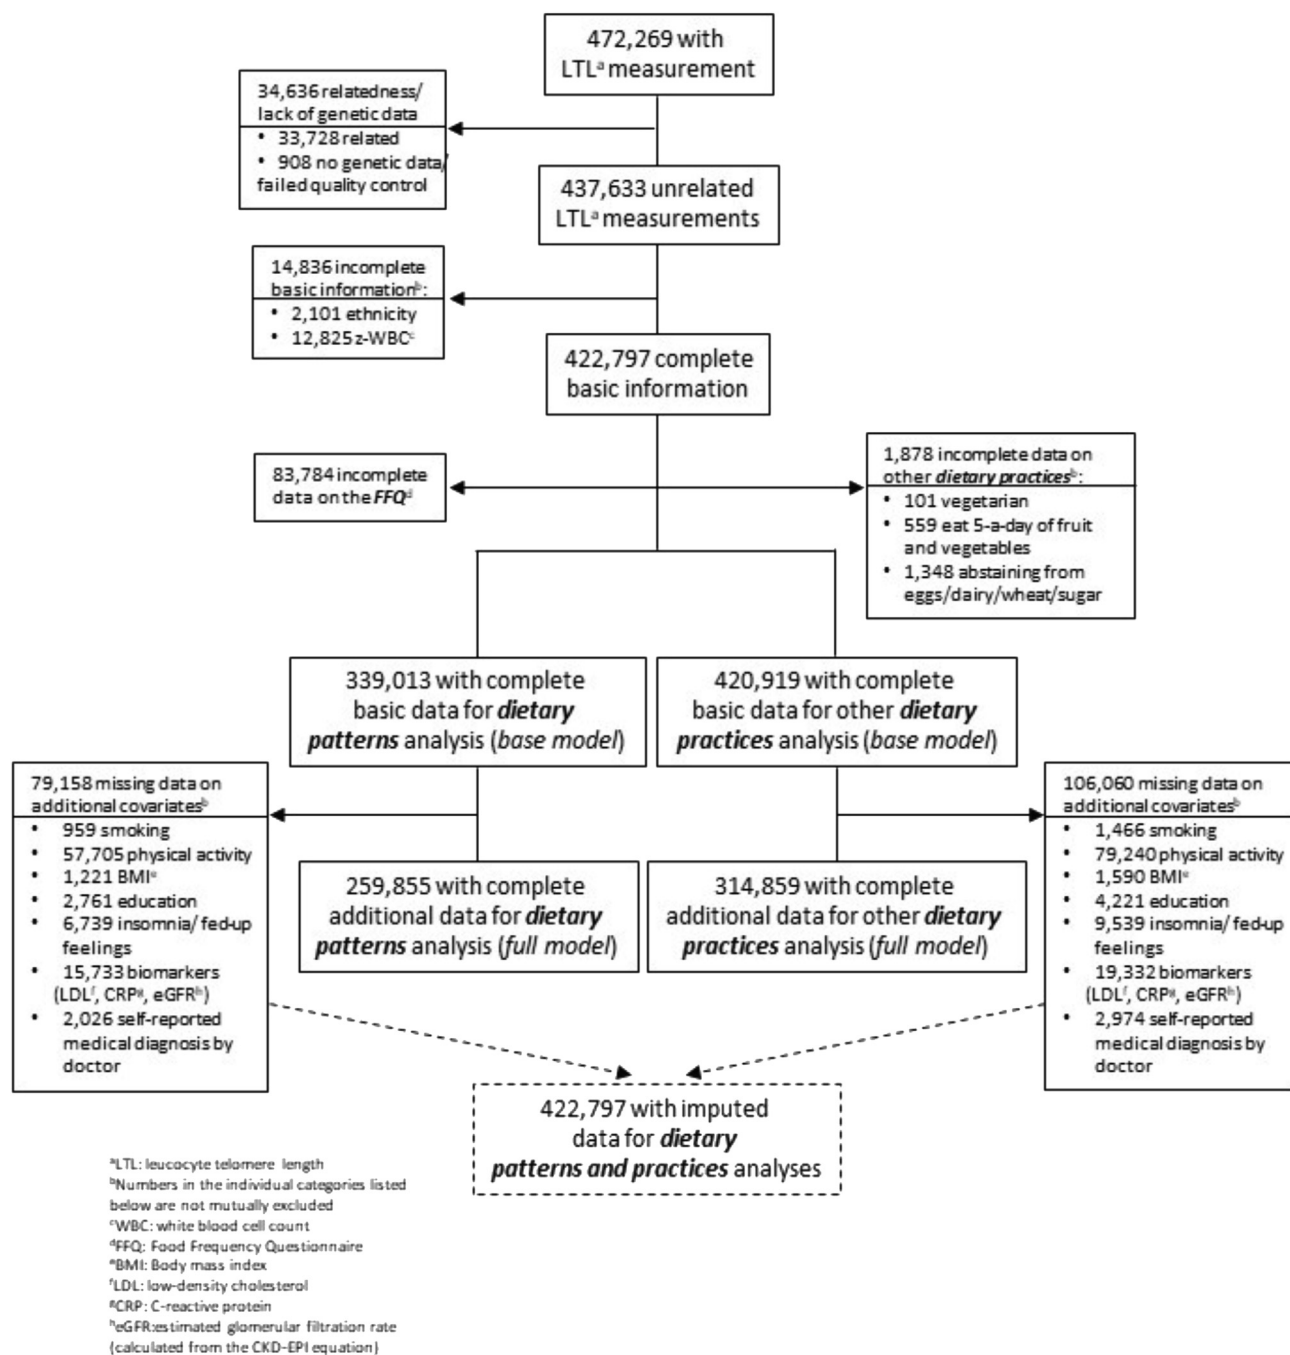 472,269 with
LTLᵃ measurement
34,636 relatedness/
lack of genetic data
• 33,728 related
• 908 no genetic data/
failed quality control
437,633 unrelated
LTLᵃ measurements
14,836 incomplete
basic informationᵇ:
• 2,101 ethnicity
• 12,825 z-WBCᶜ
422,797 complete
basic information
83,784 incomplete
data on the FFQᵈ
1,878 incomplete data on
other dietary practicesᵇ:
• 101 vegetarian
• 559 eat 5-a-day of fruit
and vegetables
• 1,348 abstaining from
eggs/dairy/wheat/sugar
339,013 with complete
basic data for dietary
patterns analysis (base model)
420,919 with complete
basic data for other dietary
practices analysis (base model)
79,158 missing data on
additional covariatesᵇ
• 959 smoking
• 57,705 physical activity
• 1,221 BMIᵉ
• 2,761 education
• 6,739 insomnia/ fed-up
feelings
• 15,733 biomarkers
(LDLᶠ, CRPᵍ, eGFRʰ)
• 2,026 self-reported
medical diagnosis by
doctor
106,060 missing data on
additional covariatesᵇ
• 1,466 smoking
• 79,240 physical activity
• 1,590 BMIᵉ
• 4,221 education
• 9,539 insomnia/ fed-up
feelings
• 19,332 biomarkers
(LDLᶠ, CRPᵍ, eGFRʰ)
• 2,974 self-reported
medical diagnosis by
doctor
259,855 with complete
additional data for dietary
patterns analysis (full model)
314,859 with complete
additional data for other dietary
practices analysis (full model)
422,797 with imputed
data for dietary
patterns and practices analyses
ᵃLTL: leucocyte telomere length
ᵇNumbers in the individual categories listed
below are not mutually excluded
ᶜWBC: white blood cell count
ᵈFFQ: Food Frequency Questionnaire
ᵉBMI: Body mass index
ᶠLDL: low-density cholesterol
ᵍCRP: C-reactive protein
ʰeGFR:estimated glomerular filtration rate
(calculated from the CKD-EPI equation)